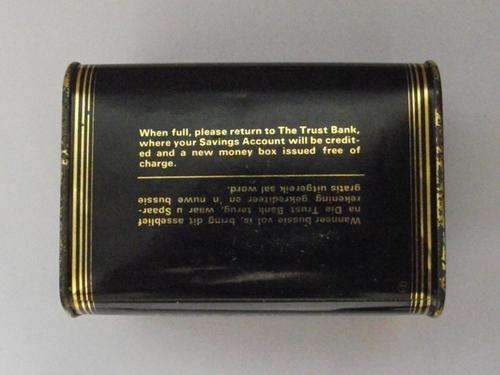 When full, please return to The Trust Bank,
where your Savings Account will be credit-
ed and a new money box issued free of
charge.
Wanneer bussie vol is, bring dit asseblief
na Die Trust Bank terug, waar u Spaar-
rekening gekrediteer en 'n nuwe bussie
gratis uitgereik sal word.